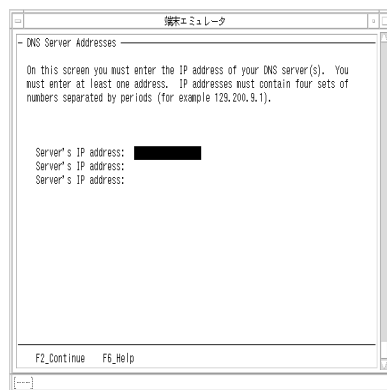 端末エミュレータ
DNS Server Addresses
On this screen you must enter the IP address of your DNS server(s). You
must enter at least one address. IP addresses must contain four sets of
numbers separated by periods (for example 129.200.9.1).
Server's IP address:
Server's IP address:
Server's IP address:
F2_Continue F6_Help
[---]